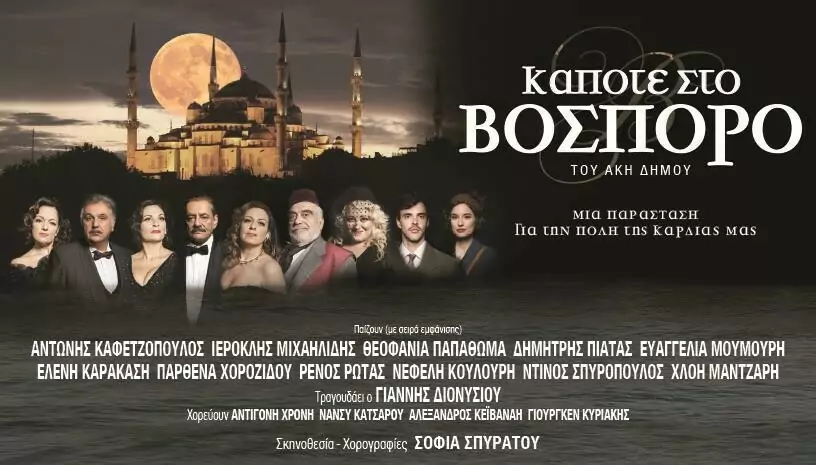 ΚΑΠΟΤΕ ΣΤΟ
ΒΟΣΠΟΡΟ
ΤΟΥ ΑΚΗ ΔΗΜΟΥ
ΜΙΑ ΠΑΡΑΣΤΑΣΗ
ΓΙΑ ΤΗΝ ΠΟΛΗ ΤΗΣ ΚΑΡΔΙΑΣ ΜΑΣ
Παίζουν (με σειρά εμφάνισης)
ΑΝΤΩΝΗΣ ΚΑΦΕΤΖΟΠΟΥΛΟΣ ΙΕΡΟΚΛΗΣ ΜΙΧΑΗΛΙΔΗΣ ΘΕΟΦΑΝΙΑ ΠΑΠΑΘΩΜΑ ΔΗΜΗΤΡΗΣ ΠΙΑΤΑΣ ΕΥΑΓΓΕΛΙΑ ΜΟΥΜΟΥΡΗ
ΕΛΕΝΗ ΚΑΡΑΚΑΣΗ ΠΑΡΘΕΝΑ ΧΟΡΟΖΙΔΟΥ ΡΕΝΟΣ ΡΩΤΑΣ ΝΕΦΕΛΗ ΚΟΥΛΟΥΡΗ ΝΤΙΝΟΣ ΣΠΥΡΟΠΟΥΛΟΣ ΧΛΟΗ ΜΑΝΤΖΑΡΗ
Τραγουδάει ο ΓΙΑΝΝΗΣ ΔΙΟΝΥΣΙΟΥ
Χορεύουν ΑΝΤΙΓΟΝΗ ΧΡΟΝΗ ΝΑΝΣΥ ΚΑΤΣΑΡΟΥ ΑΛΕΞΑΝΔΡΟΣ ΚΕΪΒΑΝΑΗ ΓΙΟΥΡΓΚΕΝ ΚΥΡΙΑΚΗΣ
Σκηνοθεσία - Χορογραφίες ΣΟΦΙΑ ΣΠΥΡΑΤΟΥ